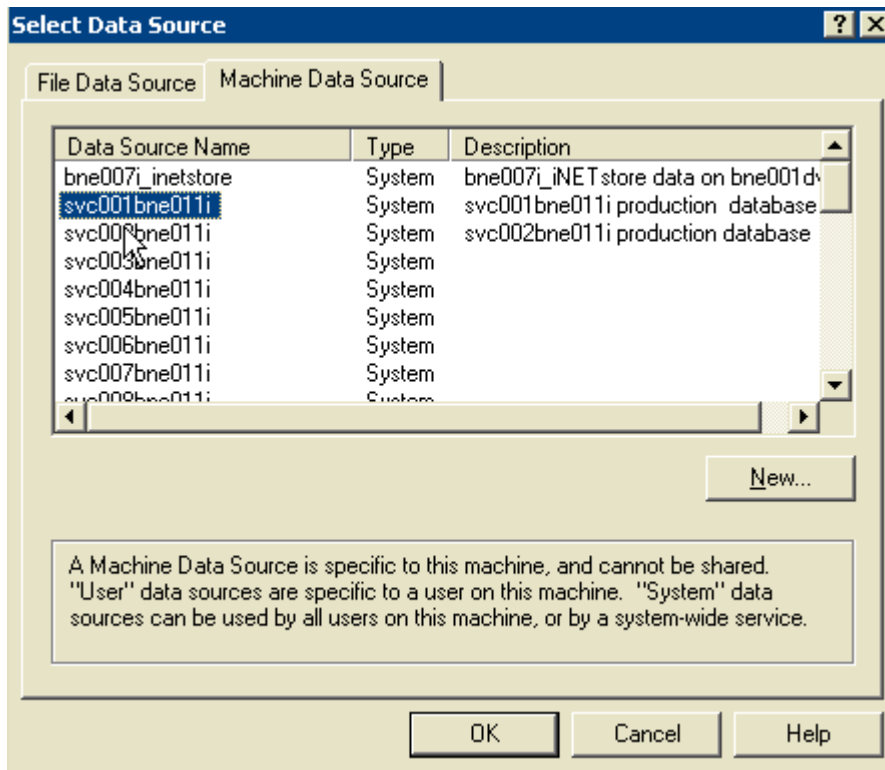 Select Data Source
File Data Source Machine Data Source
Data Source Name Type Description
bne007i_inetstore System bne007i_iNETstore data on bne001d
svc001bne011i System svc001bne011i production database
svc002bne011i System svc002bne011i production database
svc003bne011i System
svc004bne011i System
svc005bne011i System
svc006bne011i System
svc007bne011i System
svc008bne011i System
New...
A Machine Data Source is specific to this machine, and cannot be shared.
"User" data sources are specific to a user on this machine. "System" data
sources can be used by all users on this machine, or by a system-wide service.
OK Cancel Help